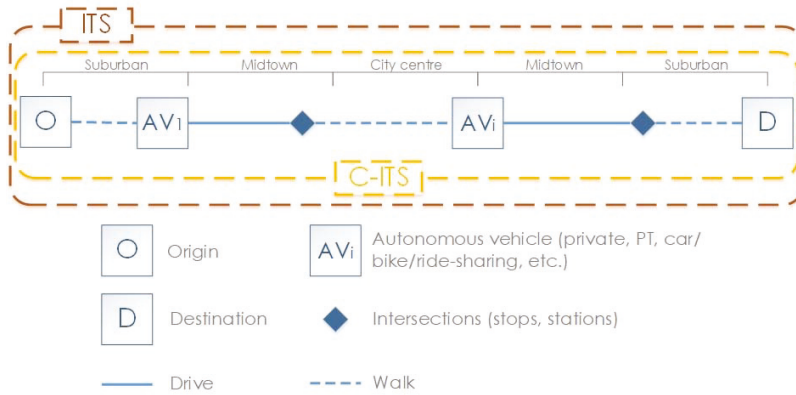 ITS
Suburban Midtown City centre Midtown Suburban
O AV1 AVi D
C-ITS
O Origin AVi Autonomous vehicle (private, PT, car/
bike/ride-sharing, etc.)
D Destination Intersections (stops, stations)
Drive Walk